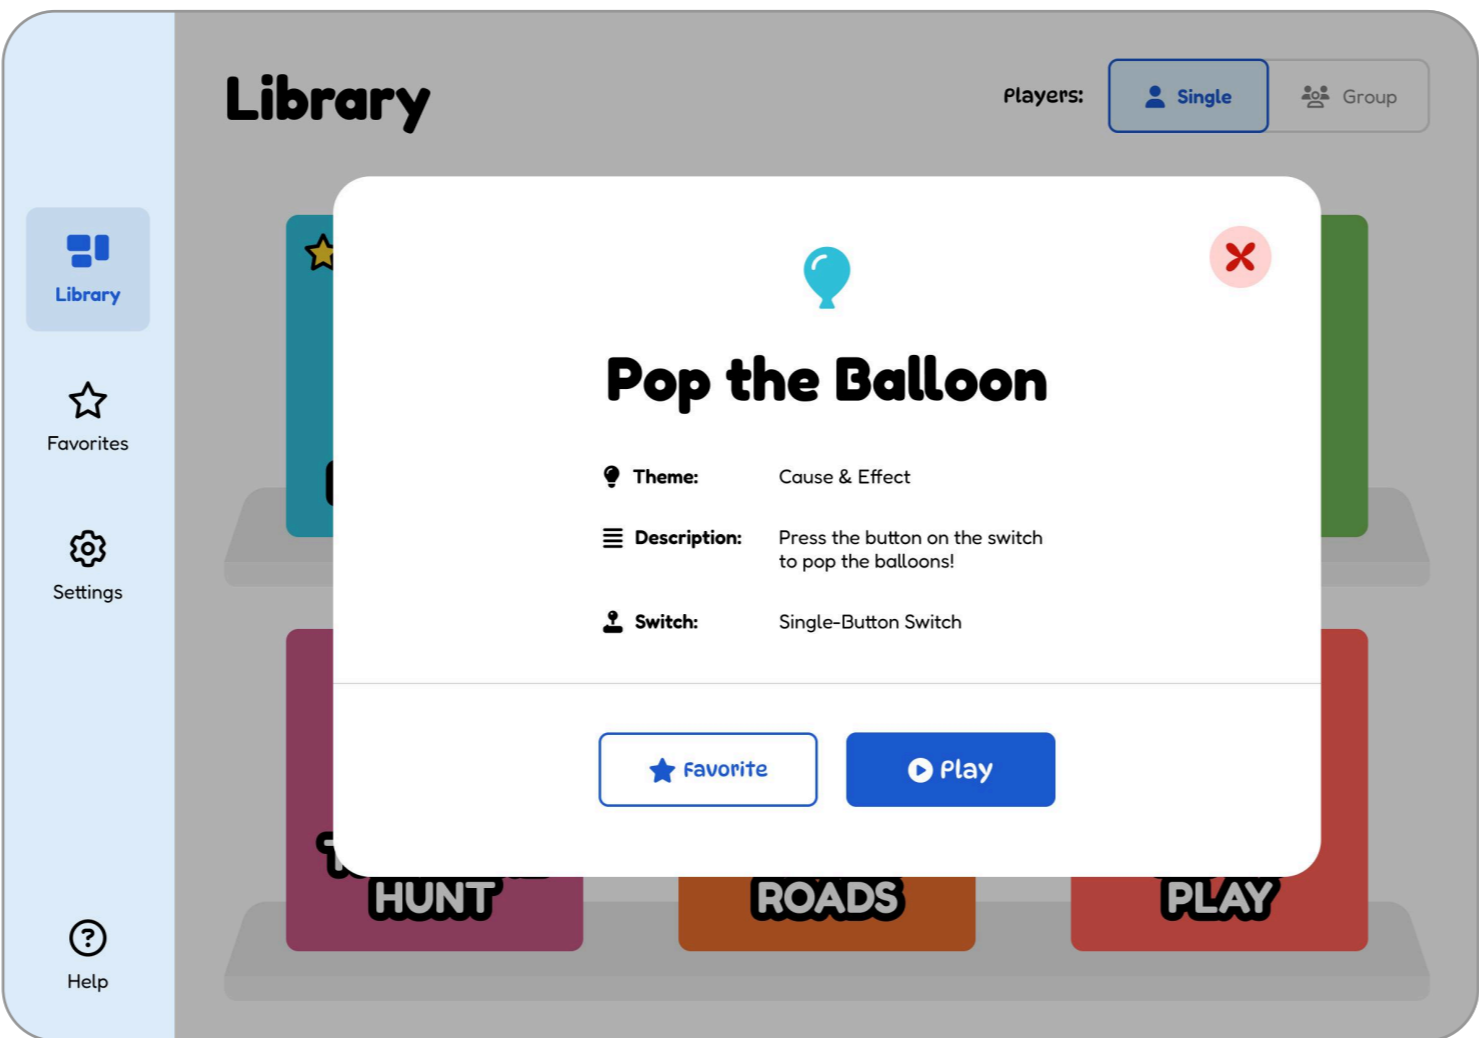 Library
Players:
Single
Group
Library
Favorites
Settings
Help
Pop the Balloon
Theme:
Cause & Effect
Description:
Press the button on the switch
to pop the balloons!
Switch:
Single-Button Switch
Favorite
Play
HUNT
ROADS
PLAY